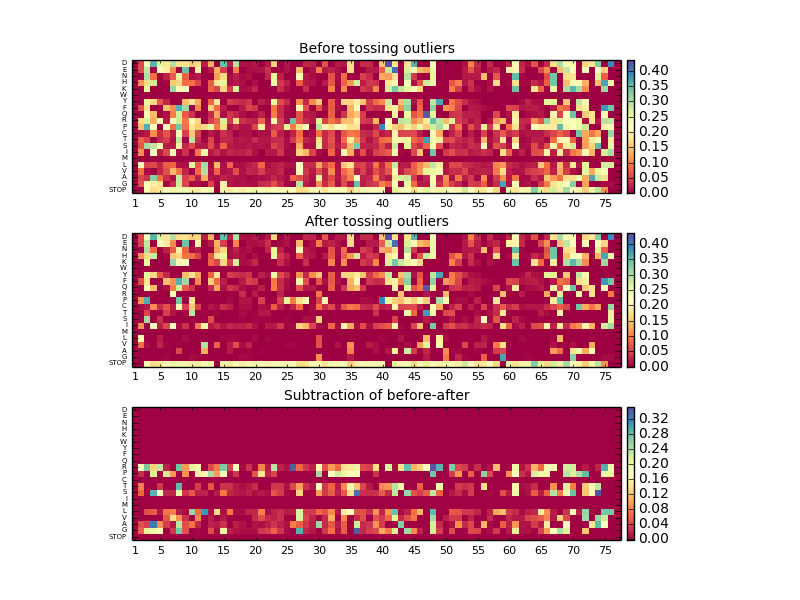 Before tossing outliers
D
E
N
H
K
W
Y
F
Q
R
P
C
T
S
I
M
L
V
A
G
STOP
0.40
0.35
0.30
0.25
0.20
0.15
0.10
0.05
0.00
1 5 10 15 20 25 30 35 40 45 50 55 60 65 70 75
After tossing outliers
D
E
N
H
K
W
Y
F
Q
R
P
C
T
S
I
M
L
V
A
G
STOP
0.40
0.35
0.30
0.25
0.20
0.15
0.10
0.05
0.00
1 5 10 15 20 25 30 35 40 45 50 55 60 65 70 75
Subtraction of before-after
D
E
N
H
K
W
Y
F
Q
R
P
C
T
S
I
M
L
V
A
G
STOP
0.32
0.28
0.24
0.20
0.16
0.12
0.08
0.04
0.00
1 5 10 15 20 25 30 35 40 45 50 55 60 65 70 75